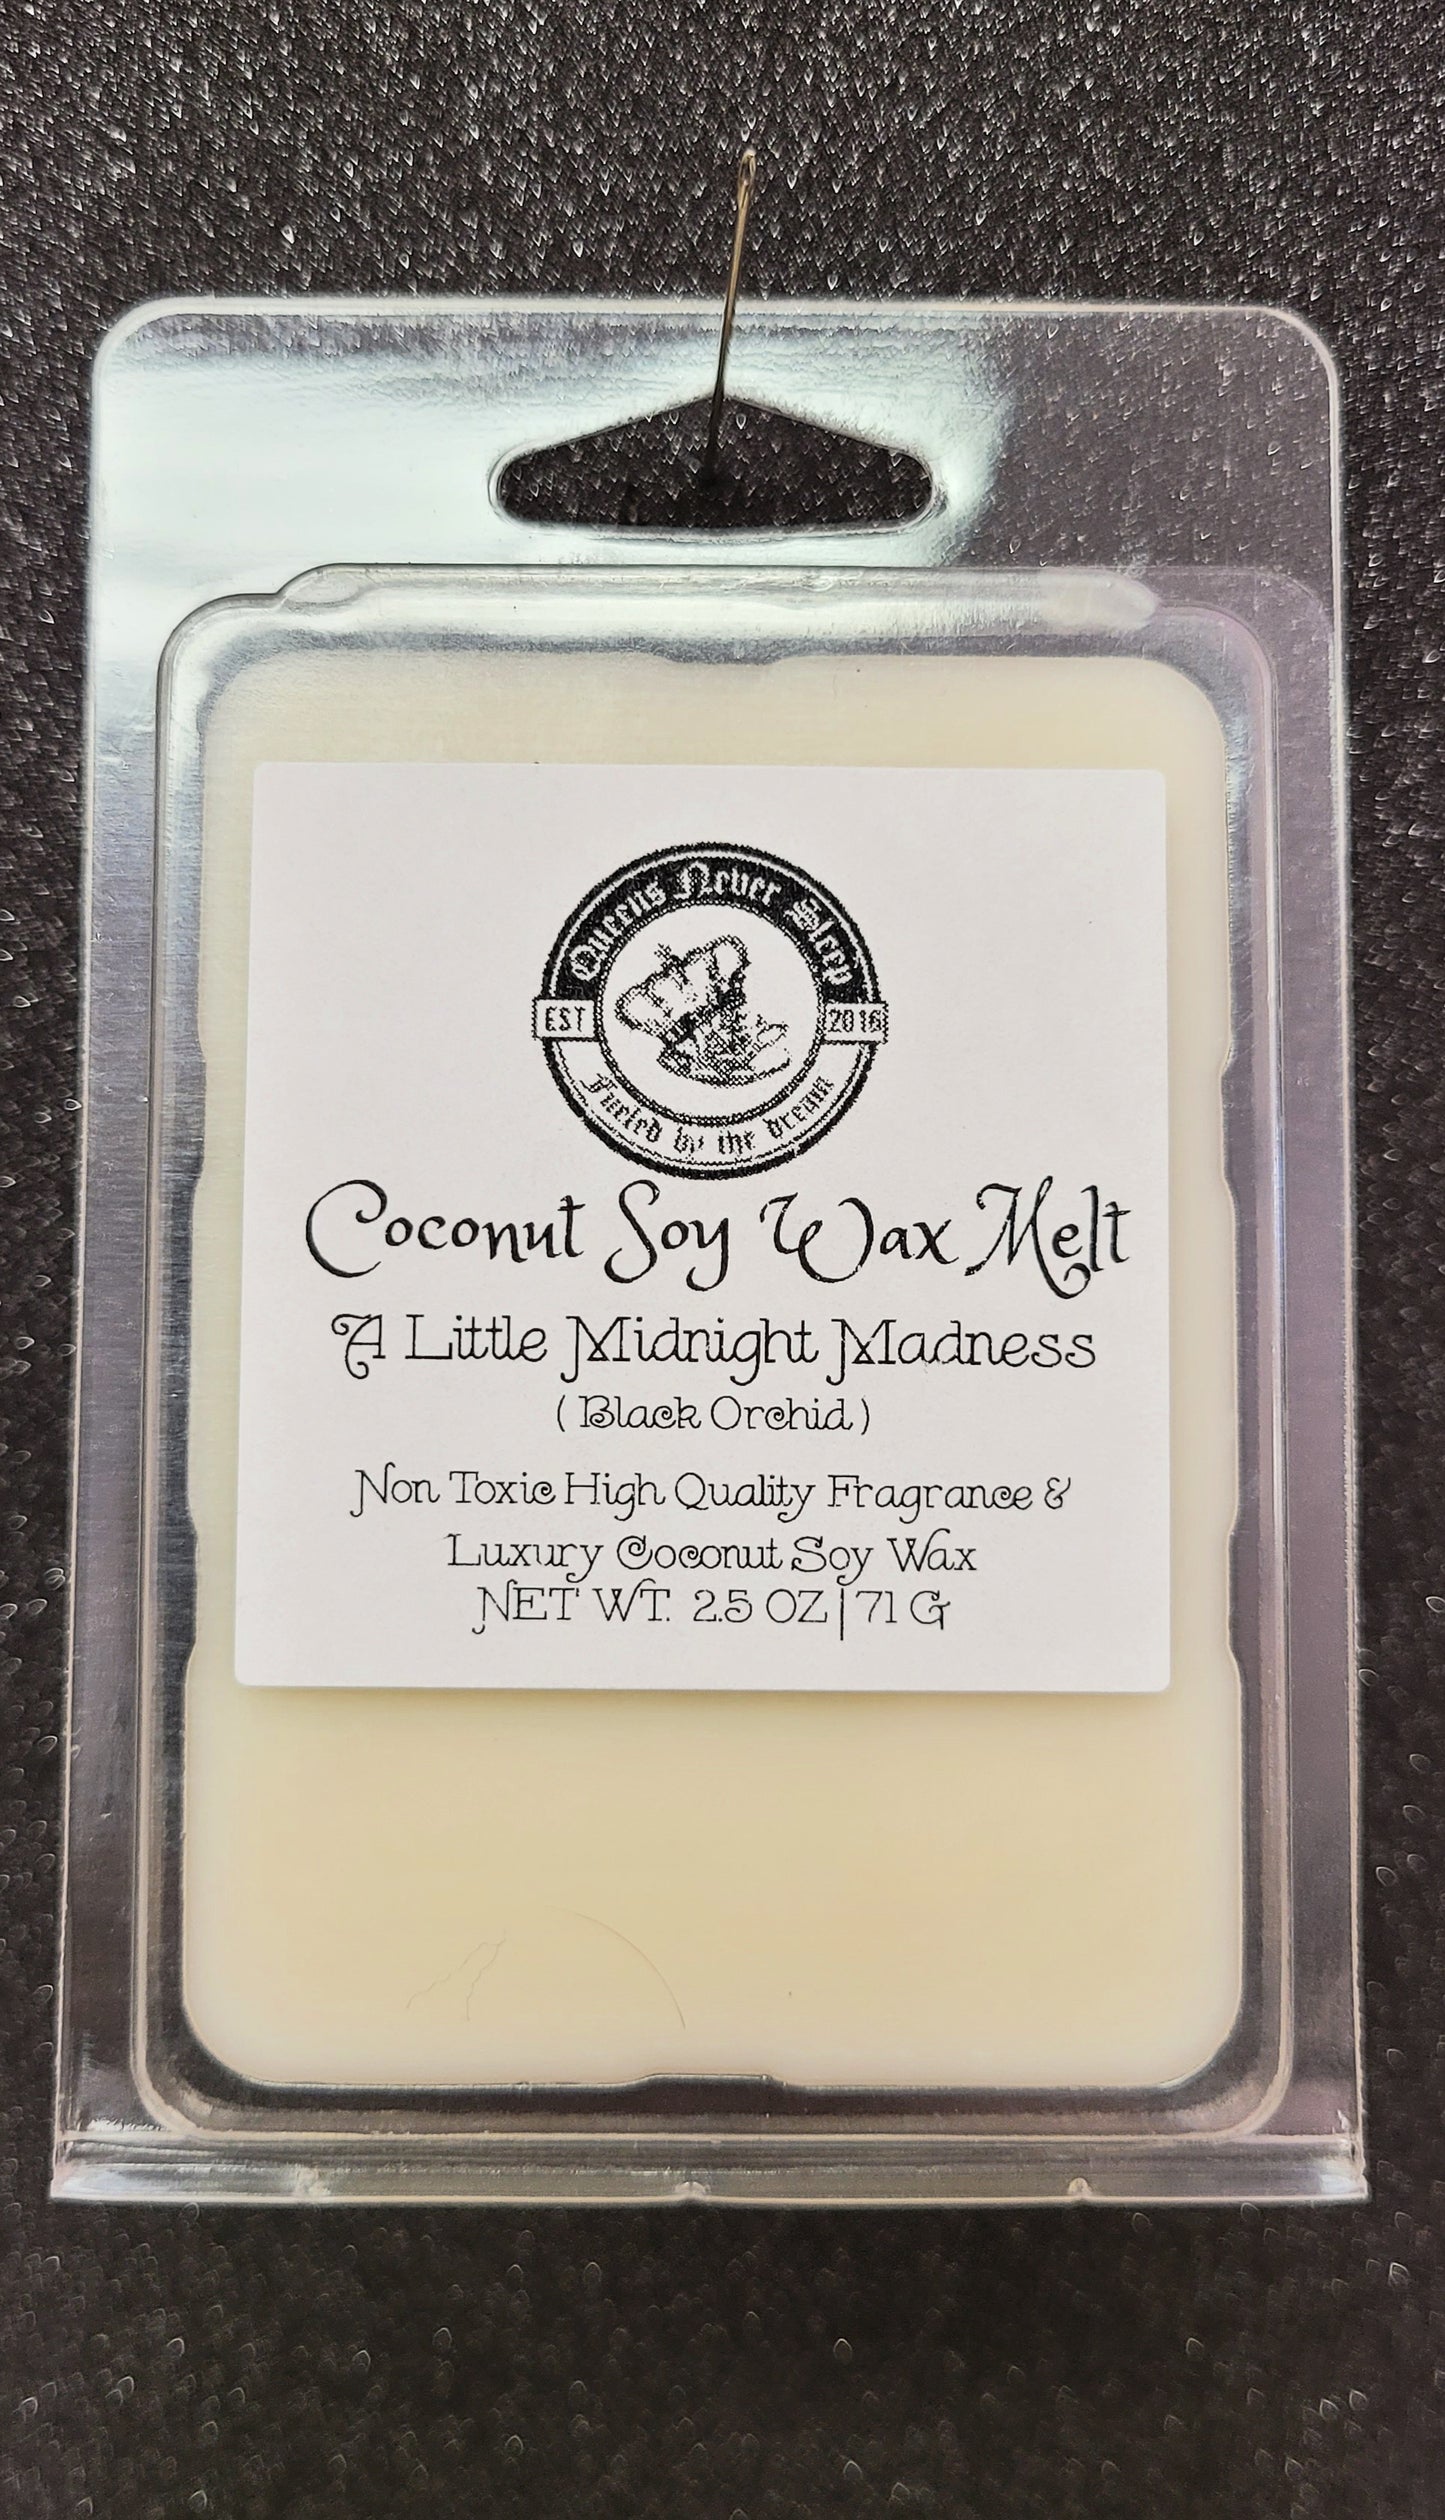 Queens Never Sleep
EST 2016
Fueled by the Dream
Coconut Soy Wax Melt
A Little Midnight Madness
( Black Orchid )
Non Toxic High Quality Fragrance &
Luxury Coconut Soy Wax
NET WT. 2.5 OZ | 71 G